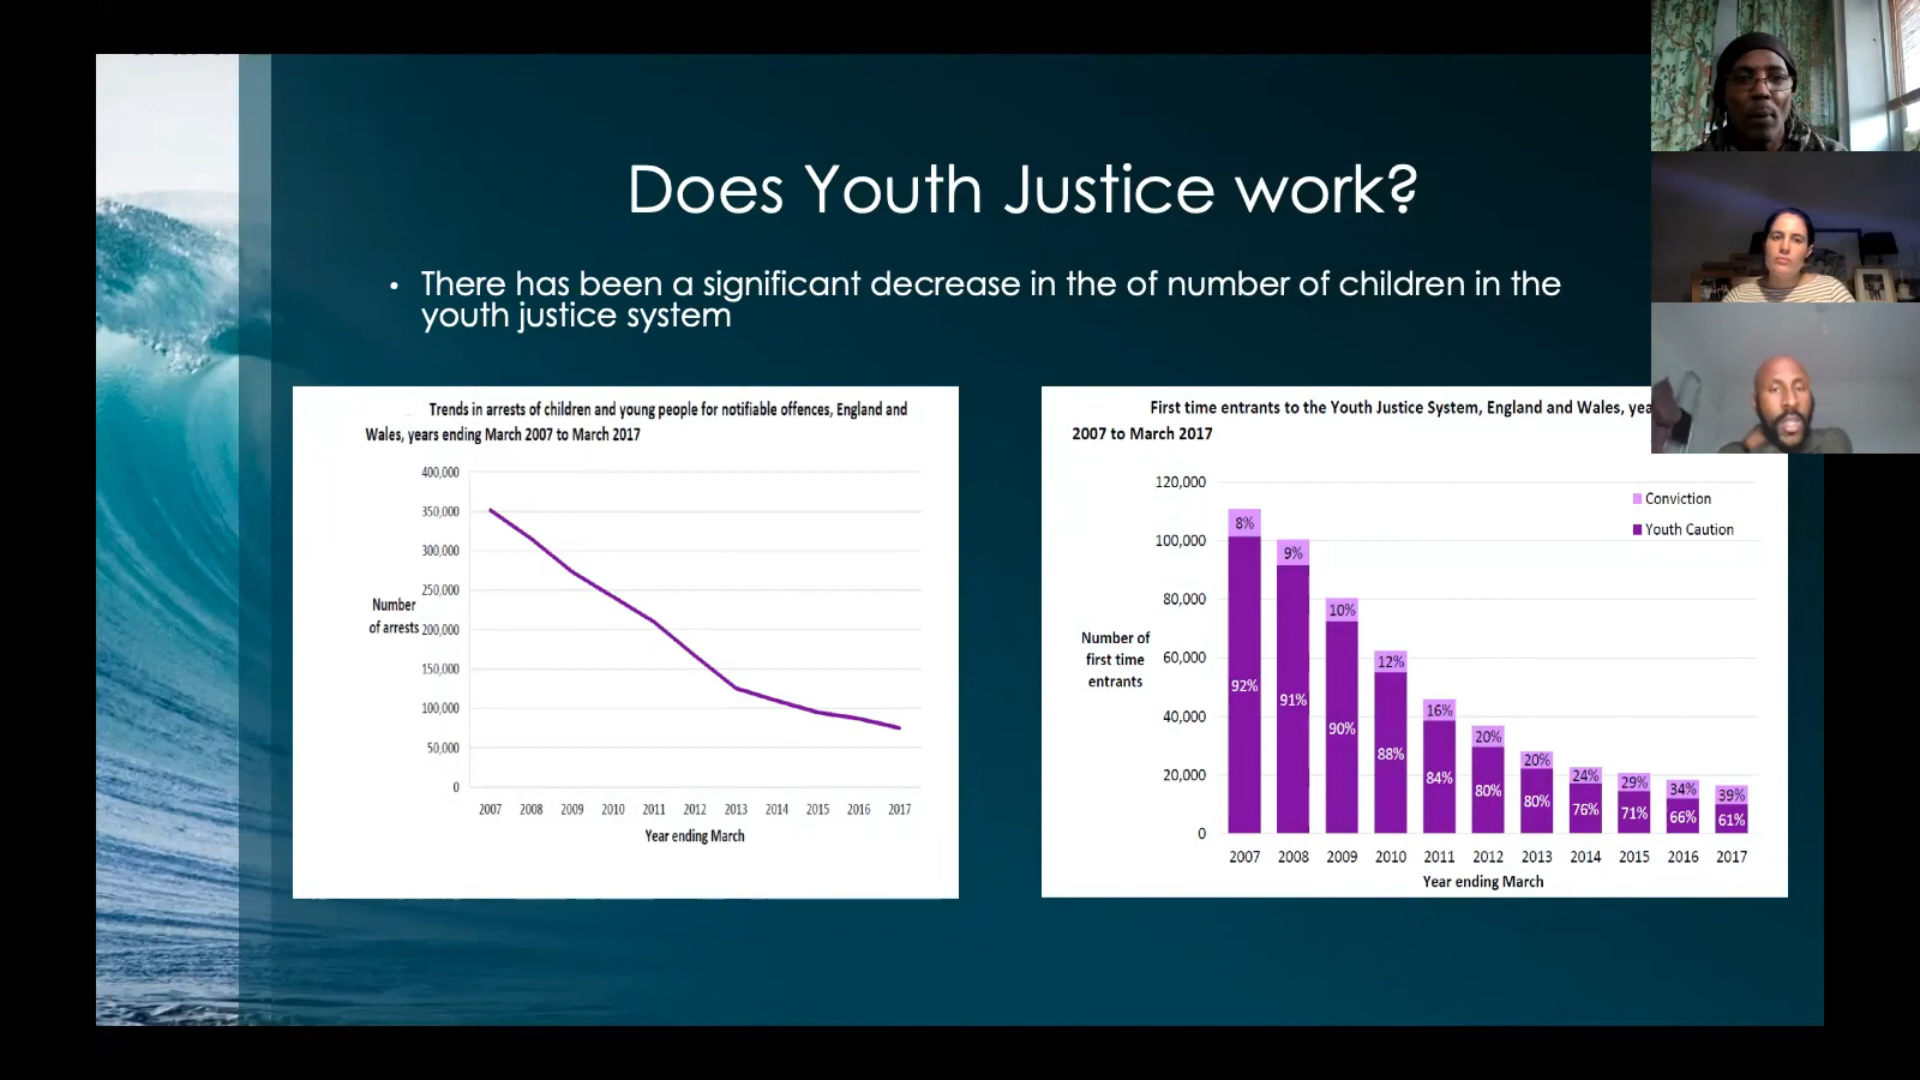 Does Youth Justice work?
• There has been a significant decrease in the of number of children in the
youth justice system
Trends in arrests of children and young people for notifiable offences, England and
Wales, years ending March 2007 to March 2017
400,000
350,000
300,000
250,000
Number
of arrests
200,000
150,000
100,000
50,000
0
2007 2008 2009 2010 2011 2012 2013 2014 2015 2016 2017
Year ending March
First time entrants to the Youth Justice System, England and Wales,
2007 to March 2017
120,000
100,000
80,000
60,000
40,000
20,000
0
Number of
first time
entrants
Conviction
Youth Caution
8% 9% 10% 12% 16% 20% 20% 24% 29% 34% 39%
92% 91% 90% 88% 84% 80% 80% 76% 71% 66% 61%
2007 2008 2009 2010 2011 2012 2013 2014 2015 2016 2017
Year ending March